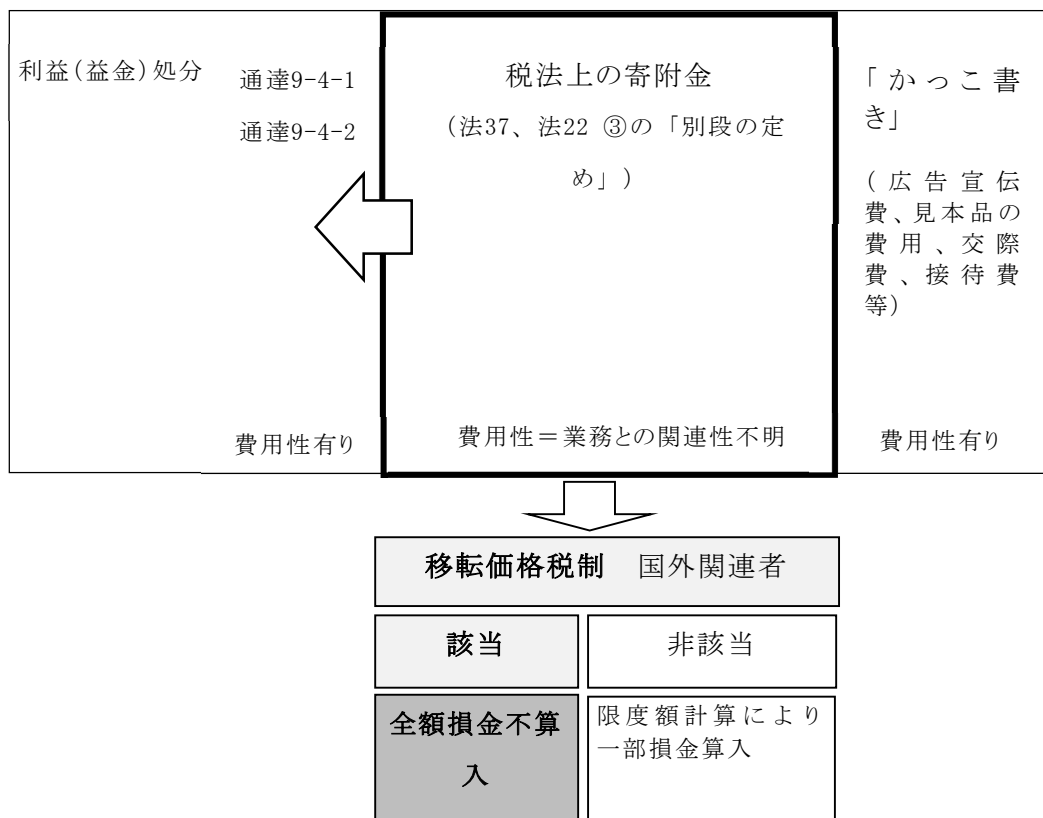 利益(益金)処分
通達9-4-1
通達9-4-2
費用性有り
税法上の寄附金
(法37、法22 ③の「別段の定
め」)
費用性＝業務との関連性不明
「かっこ書
き」
(広告宣伝
費、見本品の
費用、交際
費、接待費
等)
費用性有り
移転価格税制　国外関連者
該当
非該当
全額損金不算
入
限度額計算により
一部損金算入